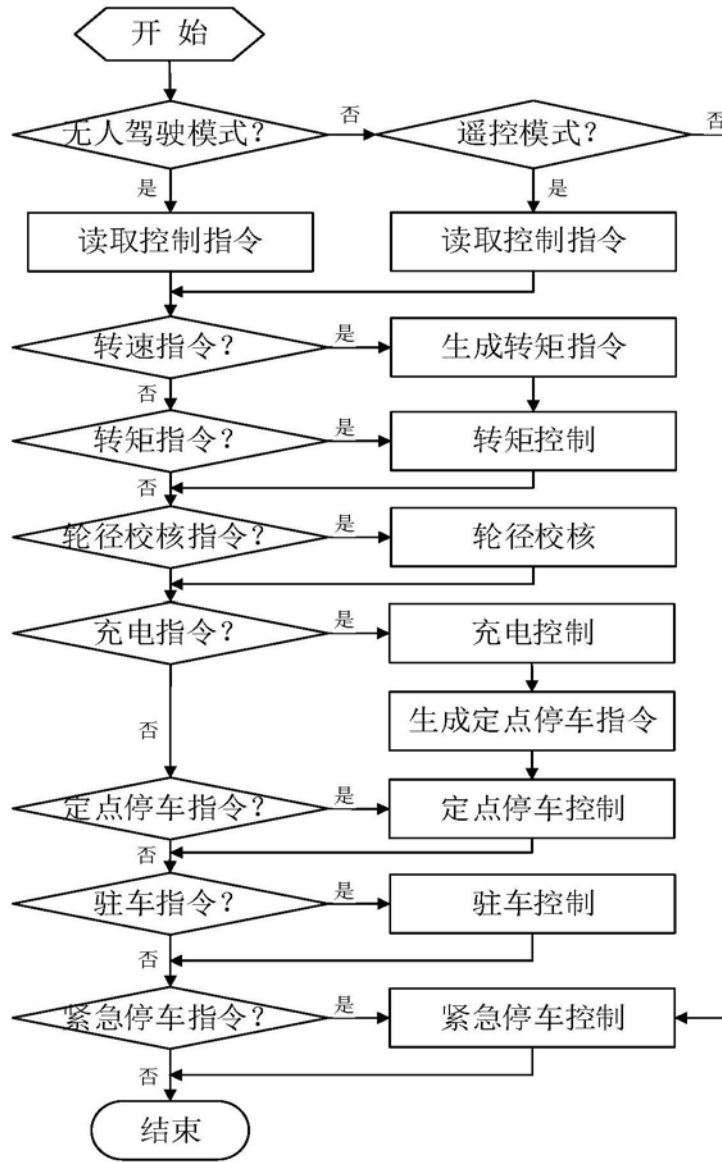 开 始
无人驾驶模式？
否
遥控模式？
否
是
是
读取控制指令
读取控制指令
转速指令？
是
生成转矩指令
否
转矩指令？
是
转矩控制
否
轮径校核指令？
是
轮径校核
充电指令？
是
充电控制
生成定点停车指令
否
定点停车指令？
是
定点停车控制
否
驻车指令？
是
驻车控制
否
紧急停车指令？
是
紧急停车控制
否
结束